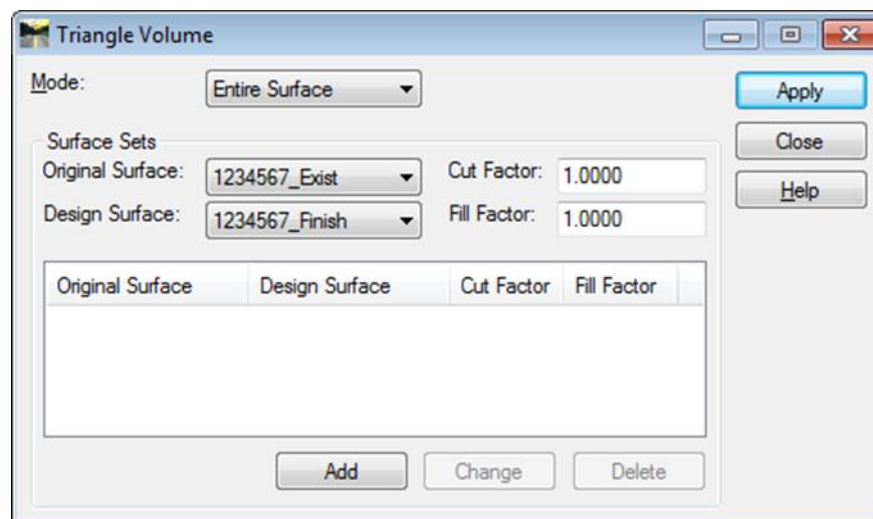 Triangle Volume
Mode: Entire Surface Apply
Surface Sets Close
Original Surface: 1234567_Exist Cut Factor: 1.0000
Help
Design Surface: 1234567_Finish Fill Factor: 1.0000
Original Surface Design Surface Cut Factor Fill Factor
Add Change Delete